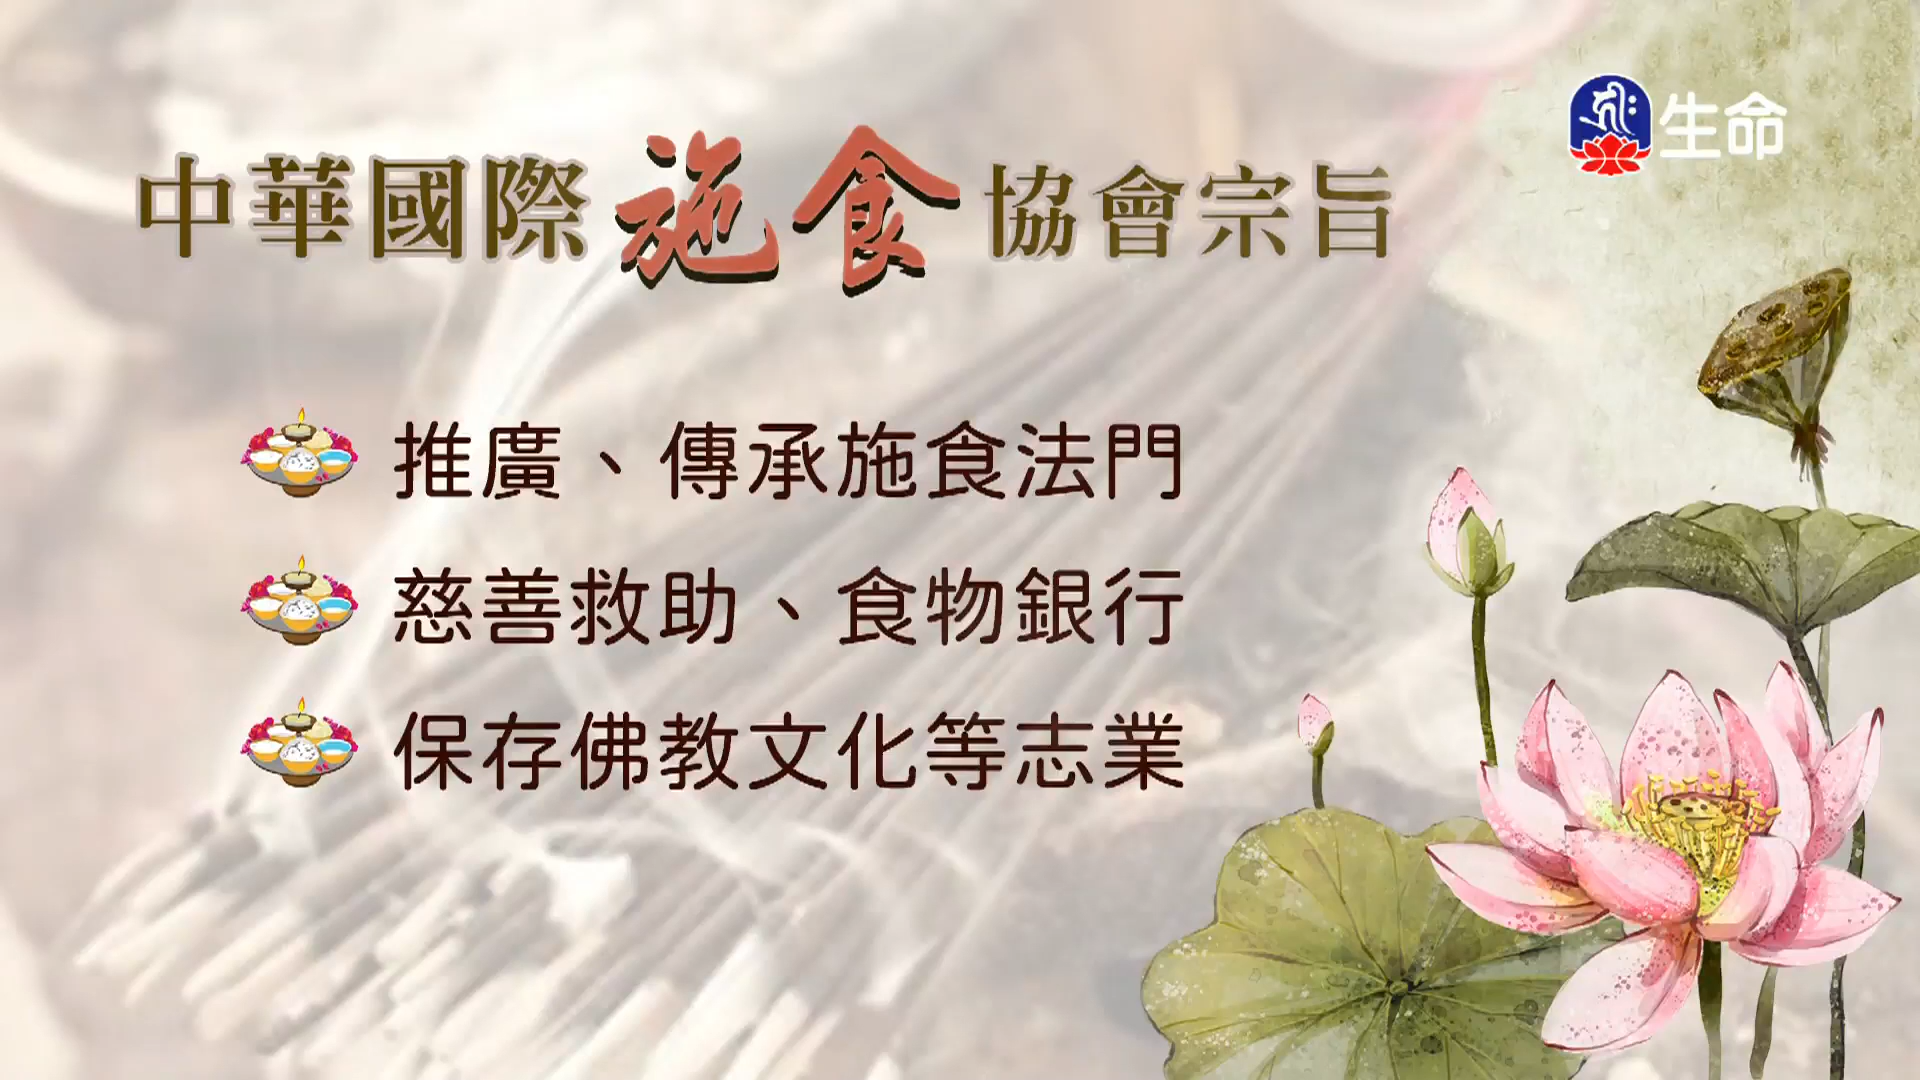 生命
中華國際施食協會宗旨
推廣、傳承施食法門
慈善救助、食物銀行
保存佛教文化等志業